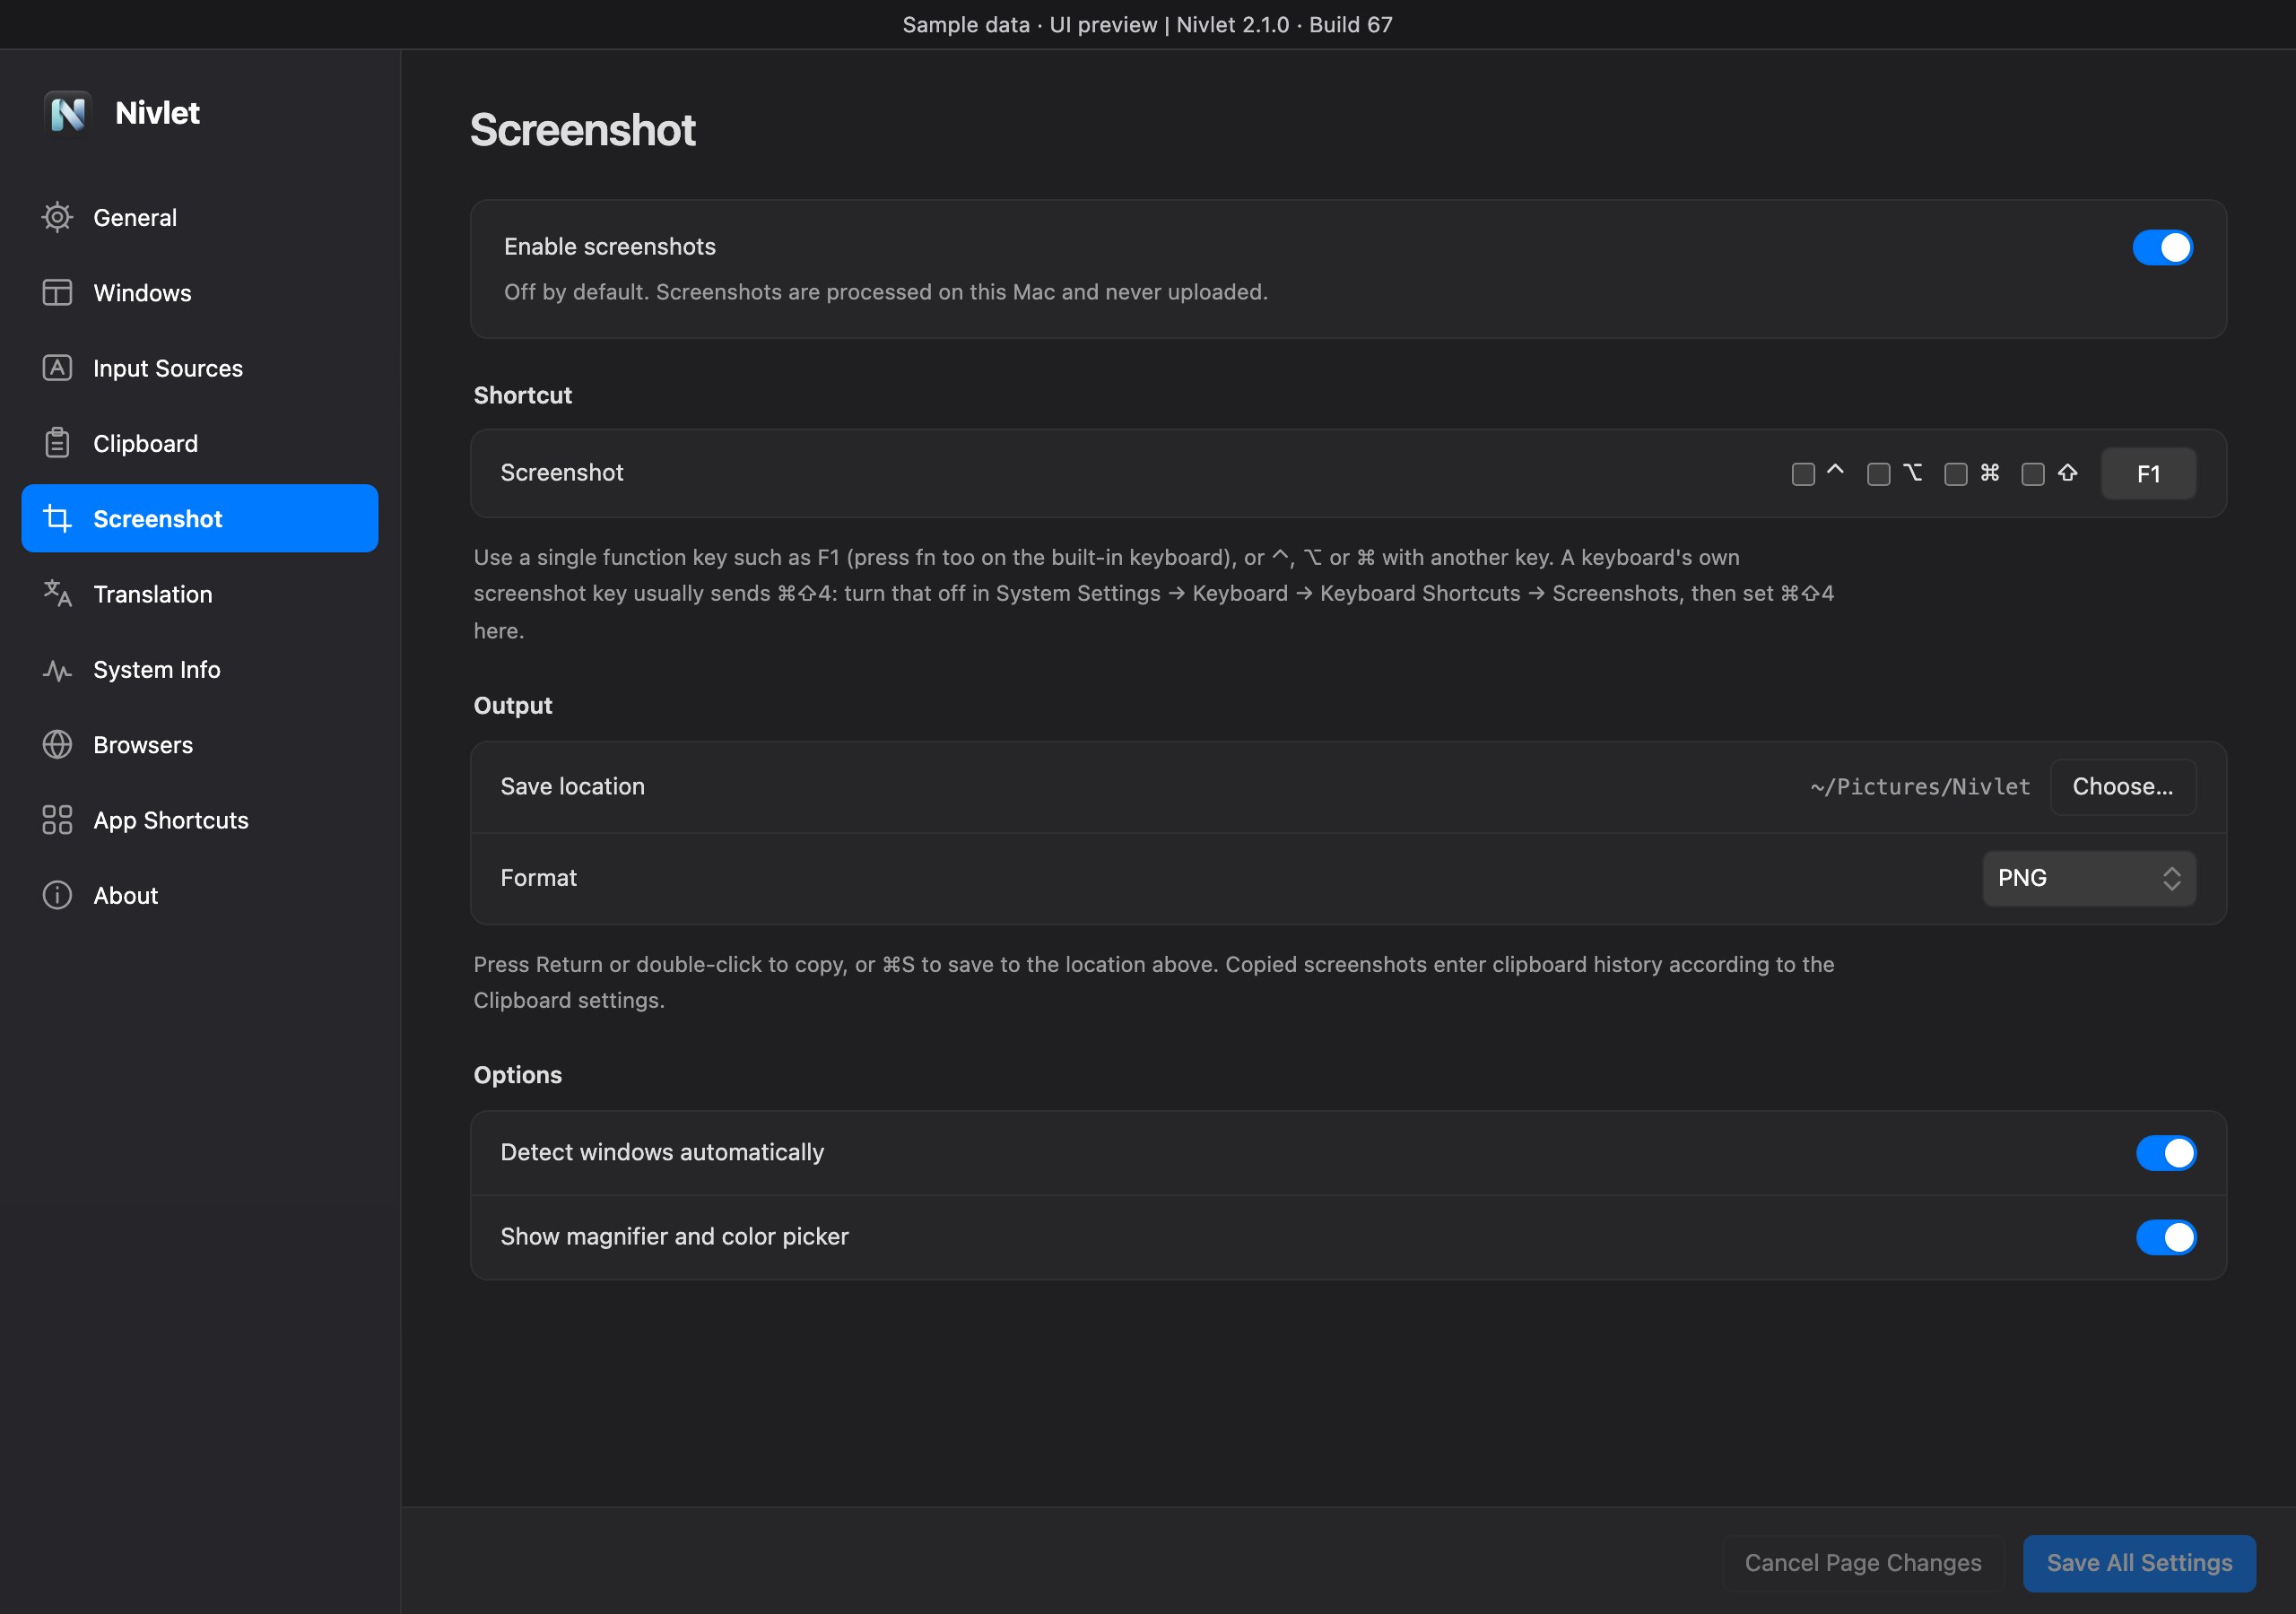 Sample data · UI preview | Nivlet 2.1.0 · Build 67
Nivlet
General
Windows
Input Sources
Clipboard
Screenshot
Translation
System Info
Browsers
App Shortcuts
About
Screenshot
Enable screenshots
Off by default. Screenshots are processed on this Mac and never uploaded.
Shortcut
Screenshot
^ ⌥ ⌘ ⇧ F1
Use a single function key such as F1 (press fn too on the built-in keyboard), or ^, ⌥ or ⌘ with another key. A keyboard's own
screenshot key usually sends ⌘⇧4: turn that off in System Settings → Keyboard → Keyboard Shortcuts → Screenshots, then set ⌘⇧4
here.
Output
Save location ~/Pictures/Nivlet Choose...
Format PNG
Press Return or double-click to copy, or ⌘S to save to the location above. Copied screenshots enter clipboard history according to the
Clipboard settings.
Options
Detect windows automatically
Show magnifier and color picker
Cancel Page Changes Save All Settings